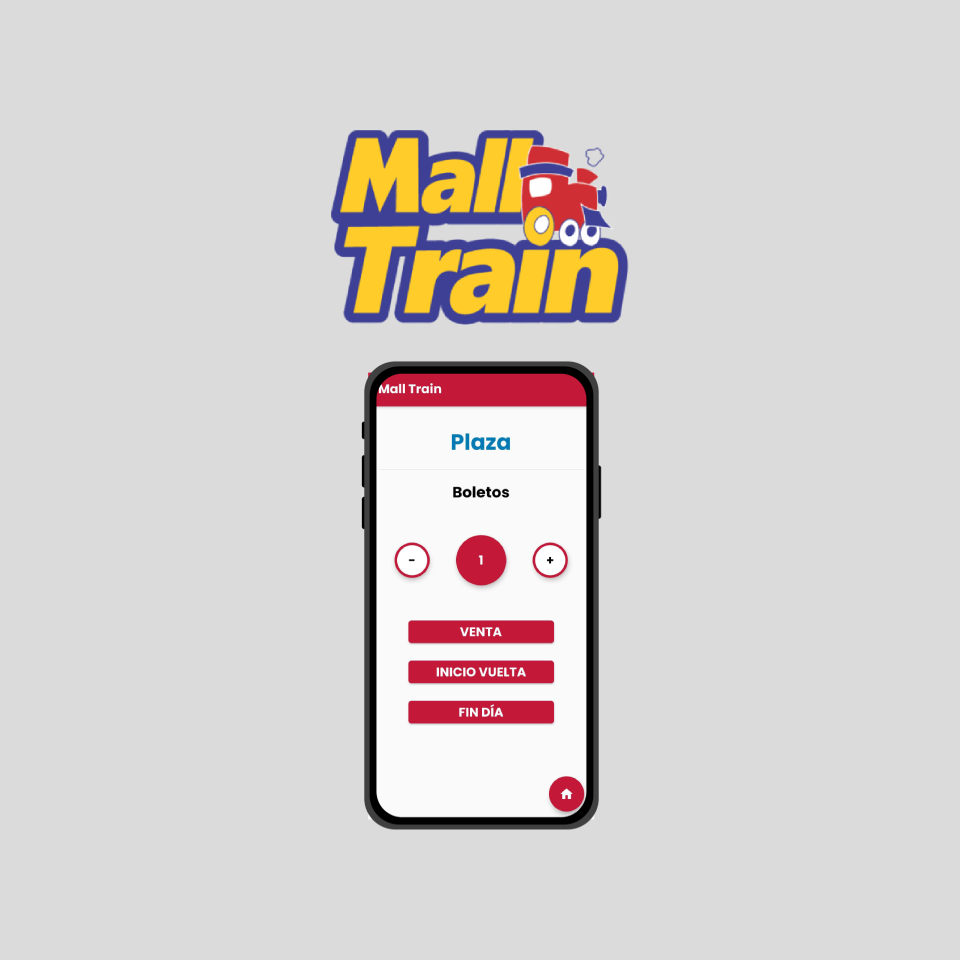 Mall
Train
Mall Train
Plaza
Boletos
- 1 +
VENTA
INICIO VUELTA
FIN DÍA